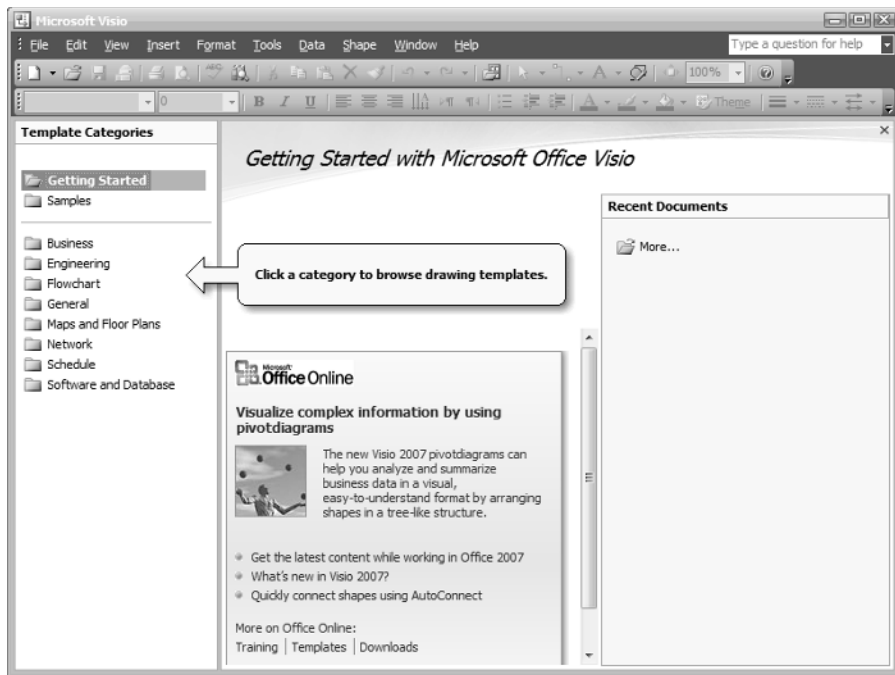 Microsoft Visio
File Edit View Insert Format Tools Data Shape Window Help
Type a question for help
ABC
A
100%
0
B I U
A
Theme
Template Categories
Getting Started
Samples
Business
Engineering
Flowchart
General
Maps and Floor Plans
Network
Schedule
Software and Database
Getting Started with Microsoft Office Visio
Click a category to browse drawing templates.
Microsoft
Office Online
Visualize complex information by using
pivotdiagrams
The new Visio 2007 pivotdiagrams can
help you analyze and summarize
business data in a visual,
easy-to-understand format by arranging
shapes in a tree-like structure.
Get the latest content while working in Office 2007
What's new in Visio 2007?
Quickly connect shapes using AutoConnect
More on Office Online:
Training | Templates | Downloads
Recent Documents
More...